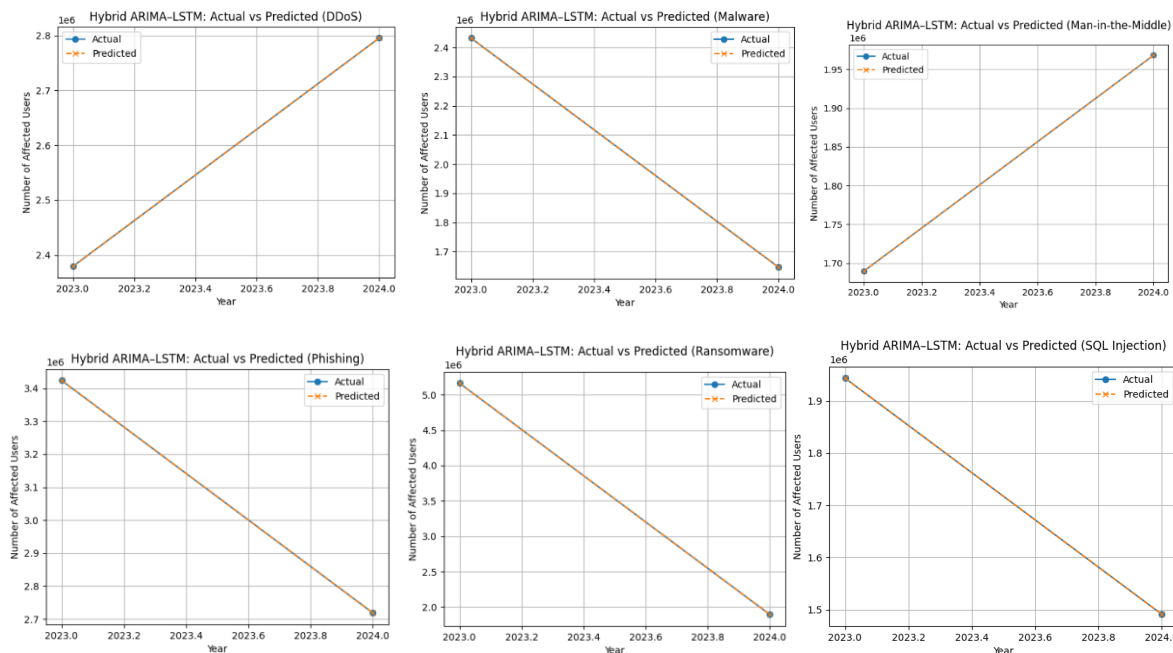 Hybrid ARIMA–LSTM: Actual vs Predicted (DDoS)
1e6
Actual
Predicted
2.8
2.7
2.6
2.5
2.4
Number of Affected Users
2023.0 2023.2 2023.4 2023.6 2023.8 2024.0
Year
Hybrid ARIMA–LSTM: Actual vs Predicted (Malware)
1e6
Actual
Predicted
2.4
2.3
2.2
2.1
2.0
1.9
1.8
1.7
Number of Affected Users
2023.0 2023.2 2023.4 2023.6 2023.8 2024.0
Year
Hybrid ARIMA–LSTM: Actual vs Predicted (Man-in-the-Middle)
1e6
Actual
Predicted
1.95
1.90
1.85
1.80
1.75
1.70
Number of Affected Users
2023.0 2023.2 2023.4 2023.6 2023.8 2024.0
Year
Hybrid ARIMA–LSTM: Actual vs Predicted (Phishing)
1e6
Actual
Predicted
3.4
3.3
3.2
3.1
3.0
2.9
2.8
2.7
Number of Affected Users
2023.0 2023.2 2023.4 2023.6 2023.8 2024.0
Year
Hybrid ARIMA–LSTM: Actual vs Predicted (Ransomware)
1e6
Actual
Predicted
5.0
4.5
4.0
3.5
3.0
2.5
2.0
Number of Affected Users
2023.0 2023.2 2023.4 2023.6 2023.8 2024.0
Year
Hybrid ARIMA–LSTM: Actual vs Predicted (SQL Injection)
1e6
Actual
Predicted
1.9
1.8
1.7
1.6
1.5
Number of Affected Users
2023.0 2023.2 2023.4 2023.6 2023.8 2024.0
Year